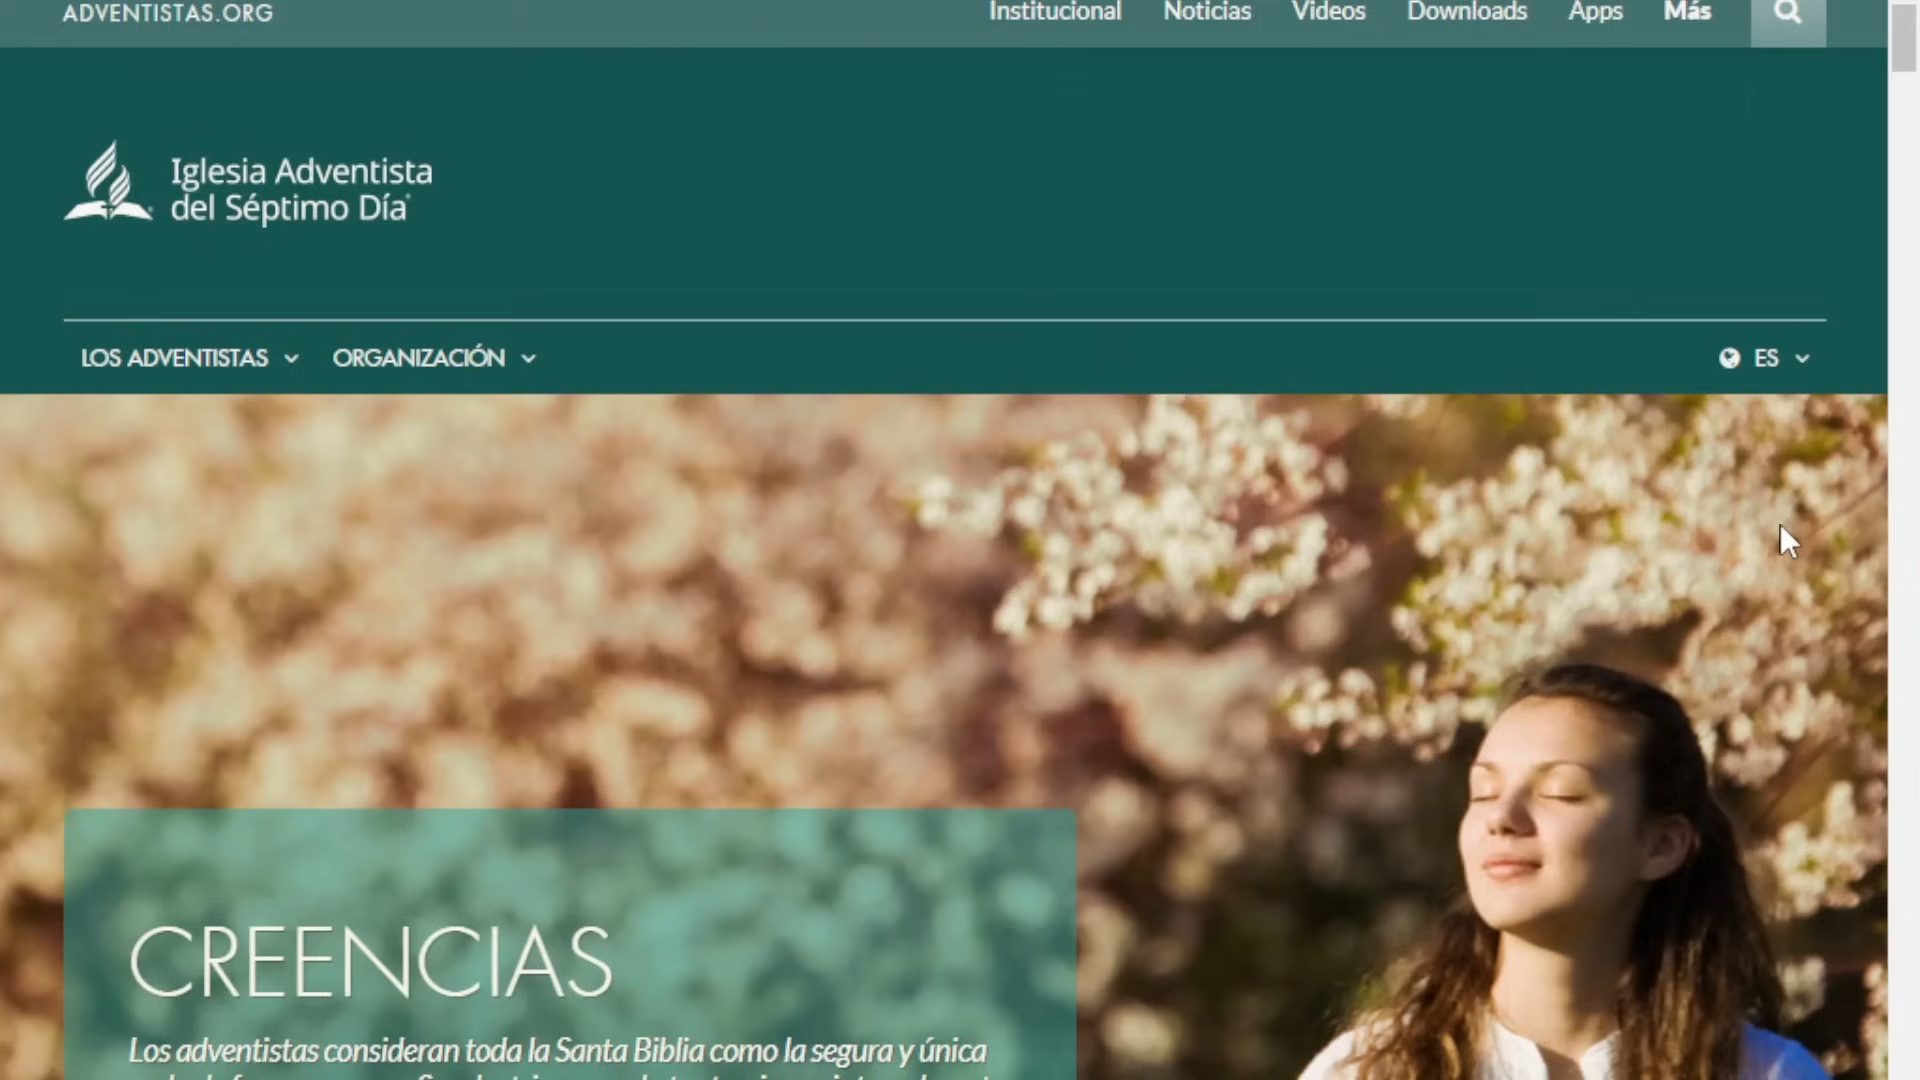 ADVENTISTAS.ORG
Institucional Noticias Videos Downloads Apps Más
Iglesia Adventista
del Séptimo Día
LOS ADVENTISTAS ORGANIZACIÓN ES
CREENCIAS
Los adventistas consideran toda la Santa Biblia como la segura y única